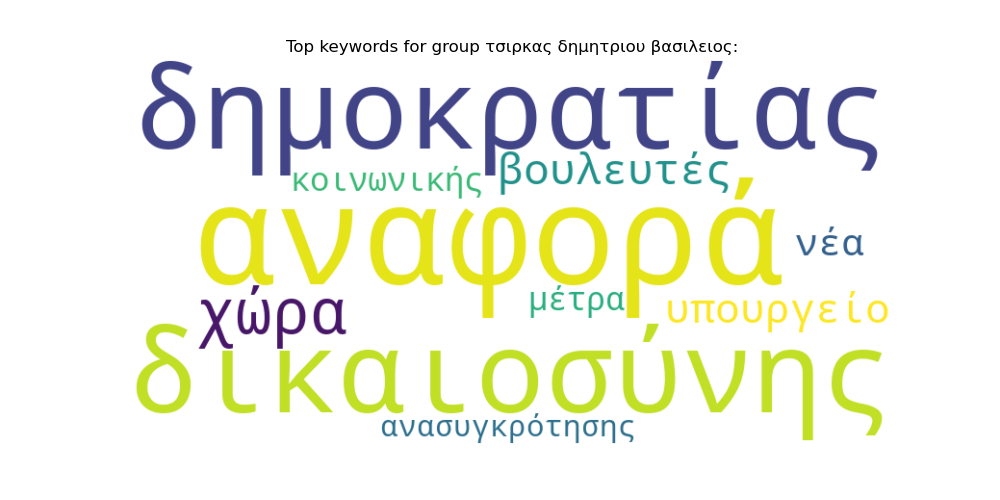 Top keywords for group τσιρκας δημητριου βασιλειος:
δημοκρατίας
κοινωνικής βουλευτές
αναφορά νέα
χώρα μέτρα υπουργείο
δικαιοσύνης
ανασυγκρότησης